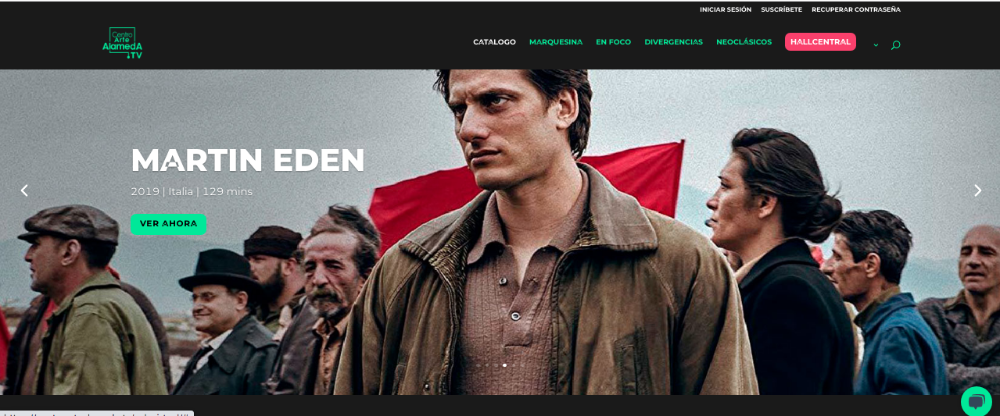 INICIAR SESIÓN SUSCRÍBETE RECUPERAR CONTRASEÑA
Centro
Arte
AlamedA
.TV
CATALOGO MARQUESINA EN FOCO DIVERGENCIAS NEOCLÁSICOS HALLCENTRAL
MARTIN EDEN
2019 | Italia | 129 mins
VER AHORA